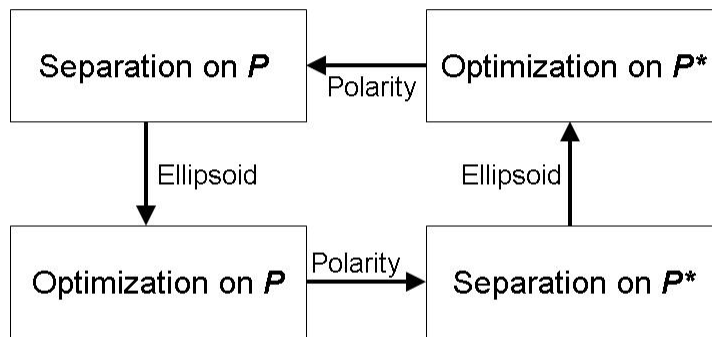 Separation on P
Polarity
Optimization on P*
Ellipsoid
Ellipsoid
Optimization on P
Polarity
Separation on P*